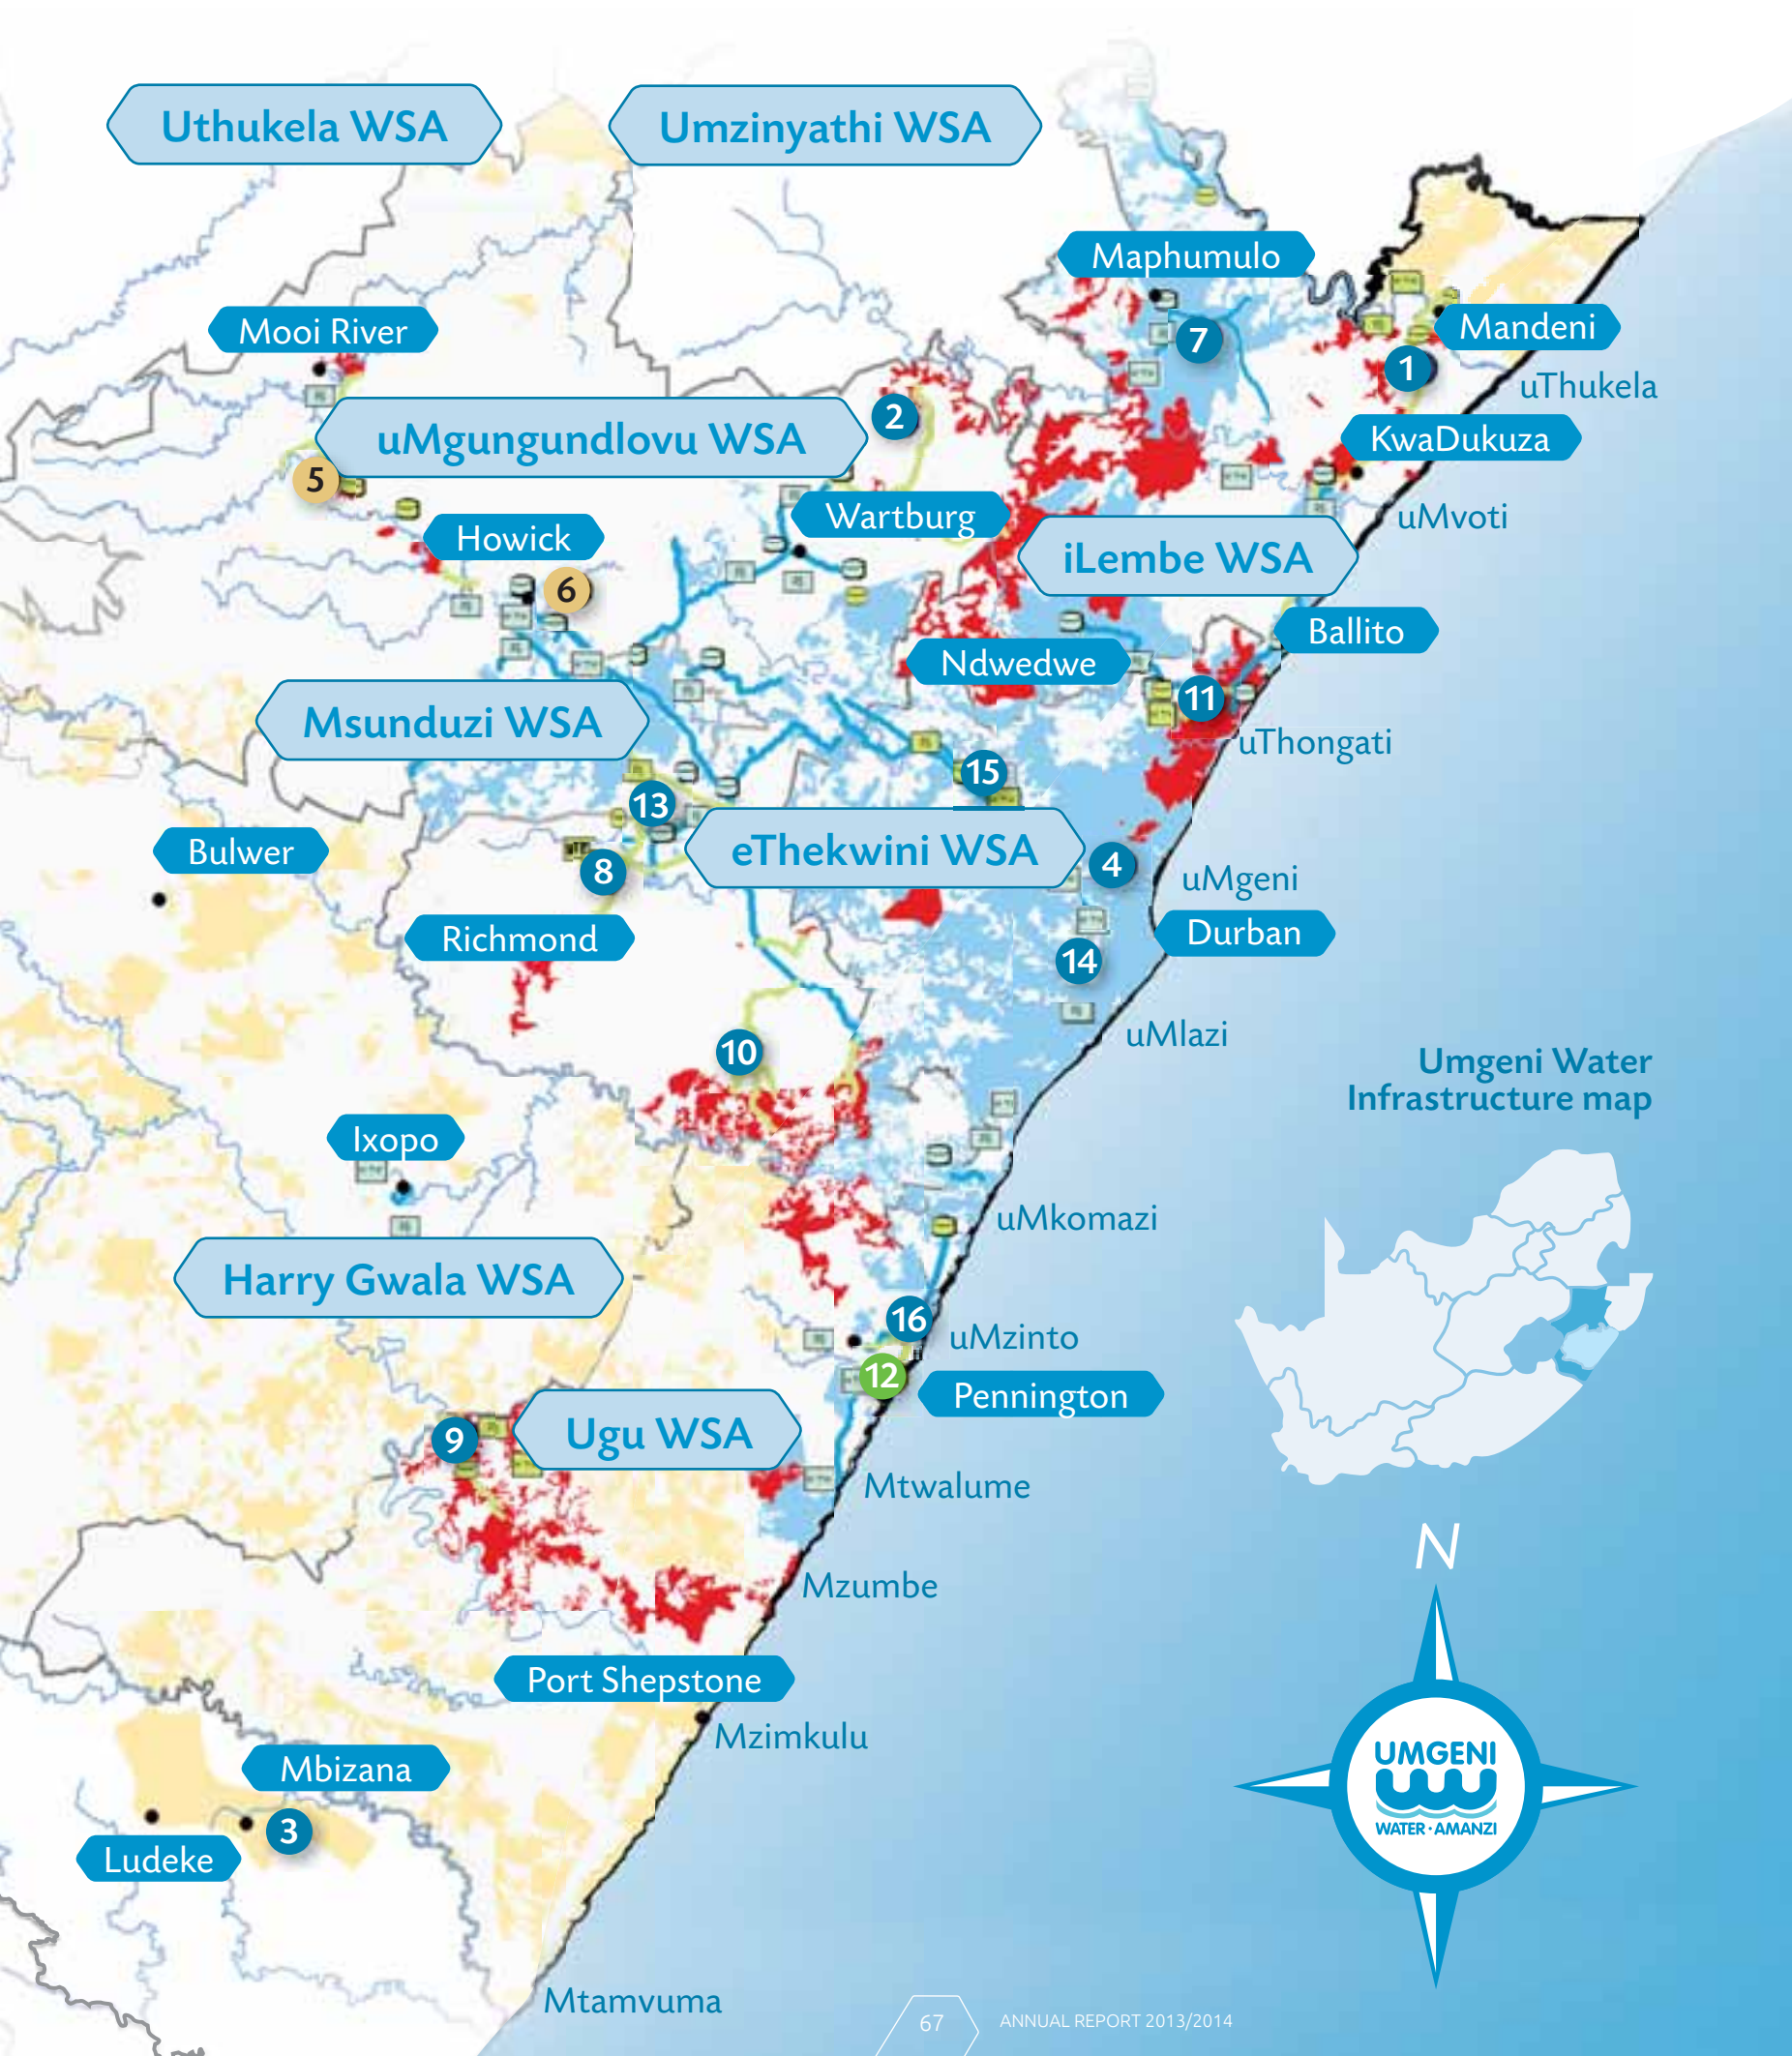 Uthukela WSA
Umzinyathi WSA
Maphumulo
Mooi River
Mandeni
7
1
uThukela
2
uMgungundlovu WSA
KwaDukuza
5
Wartburg
uMvoti
Howick
iLembe WSA
6
Ballito
Ndwedwe
11
Msunduzi WSA
uThongati
15
13
Bulwer
eThekwini WSA
4
8
uMgeni
Richmond
Durban
14
uMlazi
10
Umgeni Water
Infrastructure map
Ixopo
uMkomazi
Harry Gwala WSA
16
uMzinto
12
Pennington
9
Ugu WSA
Mtwalume
N
Mzumbe
Port Shepstone
Mzimkulu
UMGENI
WATER · AMANZI
Mbizana
3
Ludeke
Mtamvuma
67
ANNUAL REPORT 2013/2014